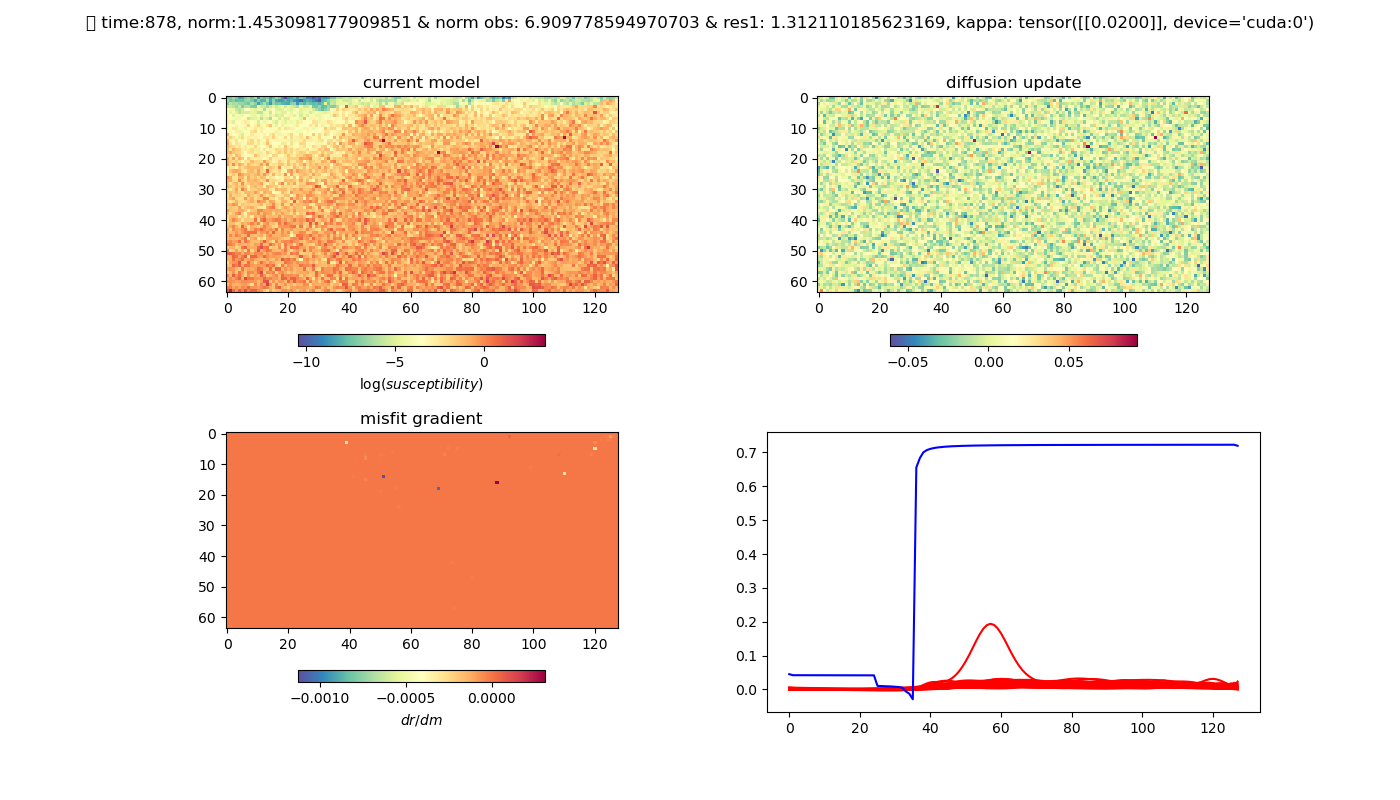 time:878, norm:1.453098177909851 & norm obs: 6.909778594970703 & res1: 1.312110185623169, kappa: tensor([[0.0200]], device='cuda:0')
current model
0
10
20
30
40
50
60
0 20 40 60 80 100 120
−10 −5 0
log(susceptibility)
diffusion update
0
10
20
30
40
50
60
0 20 40 60 80 100 120
−0.05 0.00 0.05
misfit gradient
0
10
20
30
40
50
60
0 20 40 60 80 100 120
−0.0010 −0.0005 0.0000
dr/dm
0.7
0.6
0.5
0.4
0.3
0.2
0.1
0.0
0 20 40 60 80 100 120